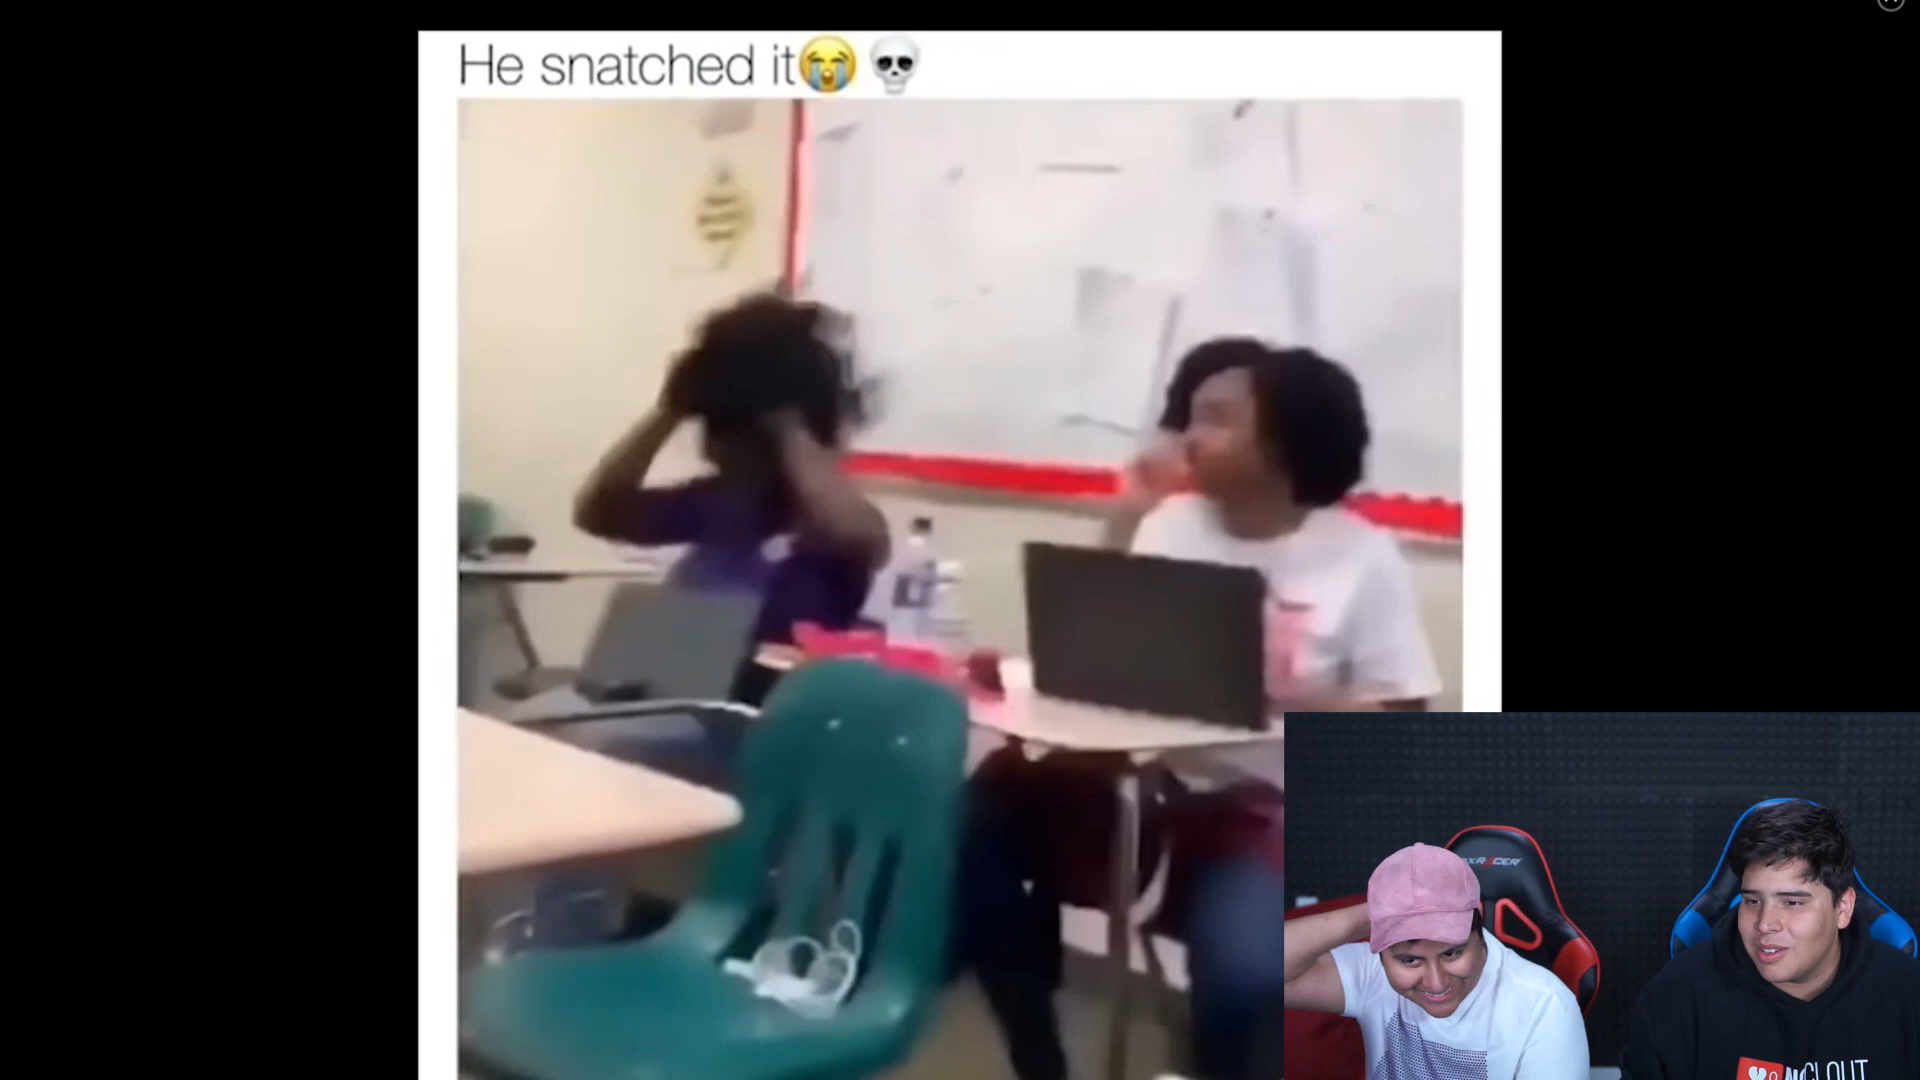 He snatched it😭💀
DXRACER
CLOUT